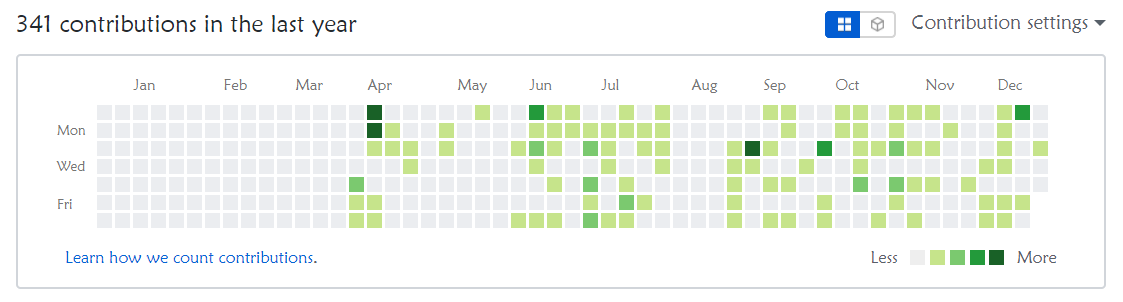 341 contributions in the last year
Contribution settings
Jan Feb Mar Apr May Jun Jul Aug Sep Oct Nov Dec
Mon
Wed
Fri
Learn how we count contributions.
Less More